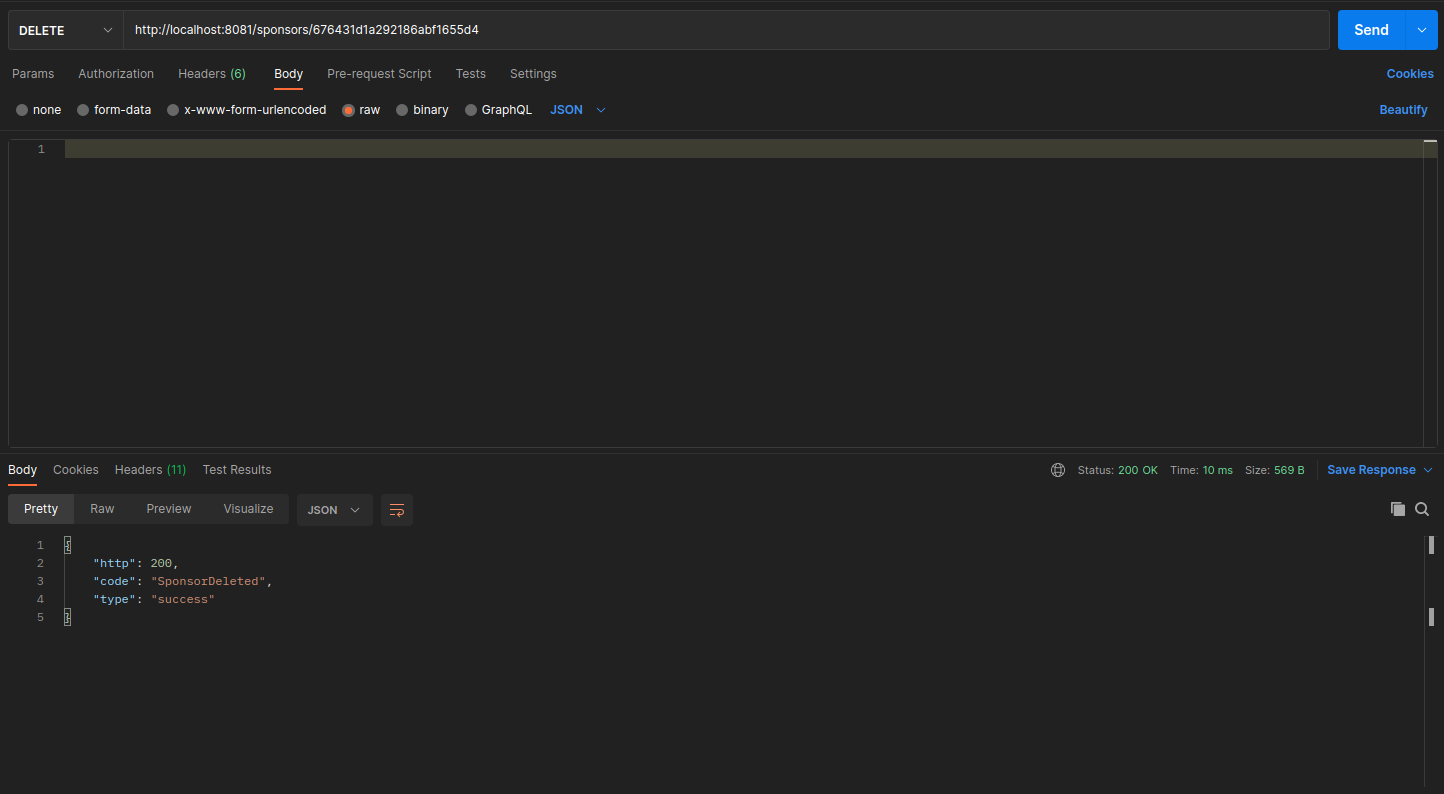 DELETE http://localhost:8081/sponsors/676431d1a292186abf1655d4 Send
Params Authorization Headers (6) Body Pre-request Script Tests Settings Cookies
none form-data x-www-form-urlencoded raw binary GraphQL JSON Beautify
1
Body Cookies Headers (11) Test Results Status: 200 OK Time: 10 ms Size: 569 B Save Response
Pretty Raw Preview Visualize JSON
1 {
2 "http": 200,
3 "code": "SponsorDeleted",
4 "type": "success"
5 }